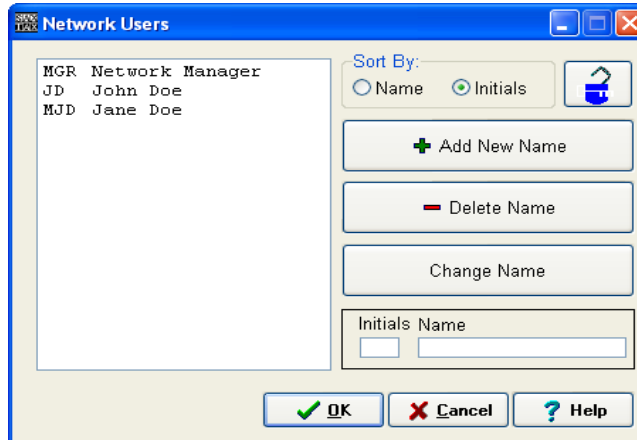 Network Users
MGR Network Manager
JD John Doe
MJD Jane Doe
Sort By:
Name Initials
Add New Name
Delete Name
Change Name
Initials Name
OK Cancel Help